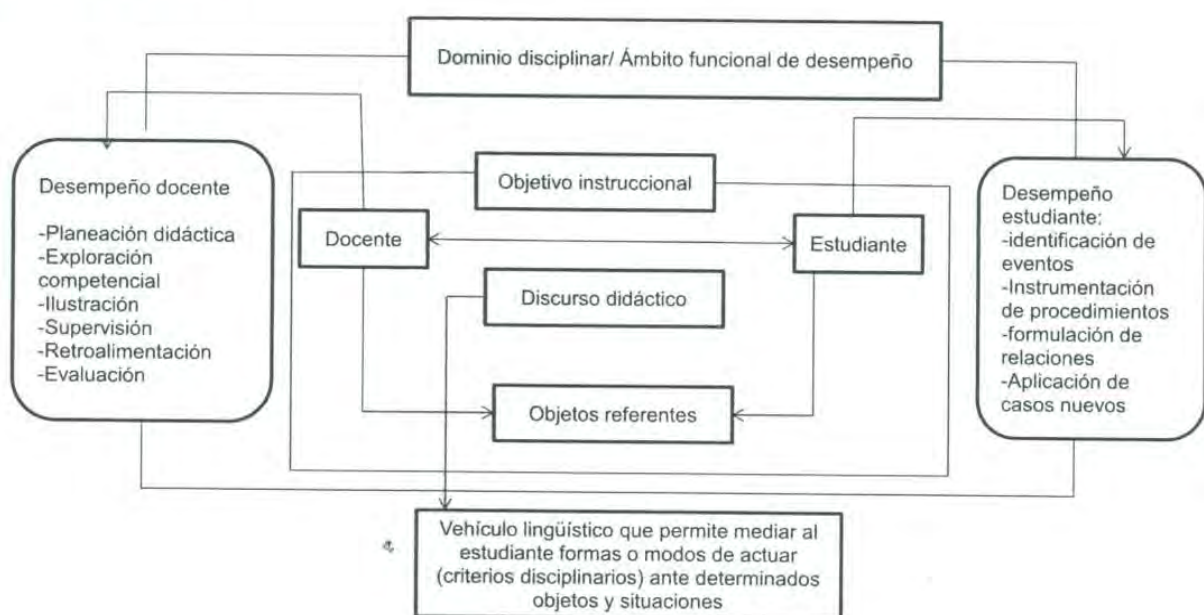 Dominio disciplinar/ Ámbito funcional de desempeño
Desempeño docente
-Planeación didáctica
-Exploración
competencial
-Ilustración
-Supervisión
-Retroalimentación
-Evaluación
Objetivo instruccional
Docente
Estudiante
Discurso didáctico
Objetos referentes
Desempeño
estudiante:
-identificación de
eventos
-Instrumentación
de procedimientos
-formulación de
relaciones
-Aplicación de
casos nuevos
Vehículo lingüístico que permite mediar al
estudiante formas o modos de actuar
(criterios disciplinarios) ante determinados
objetos y situaciones